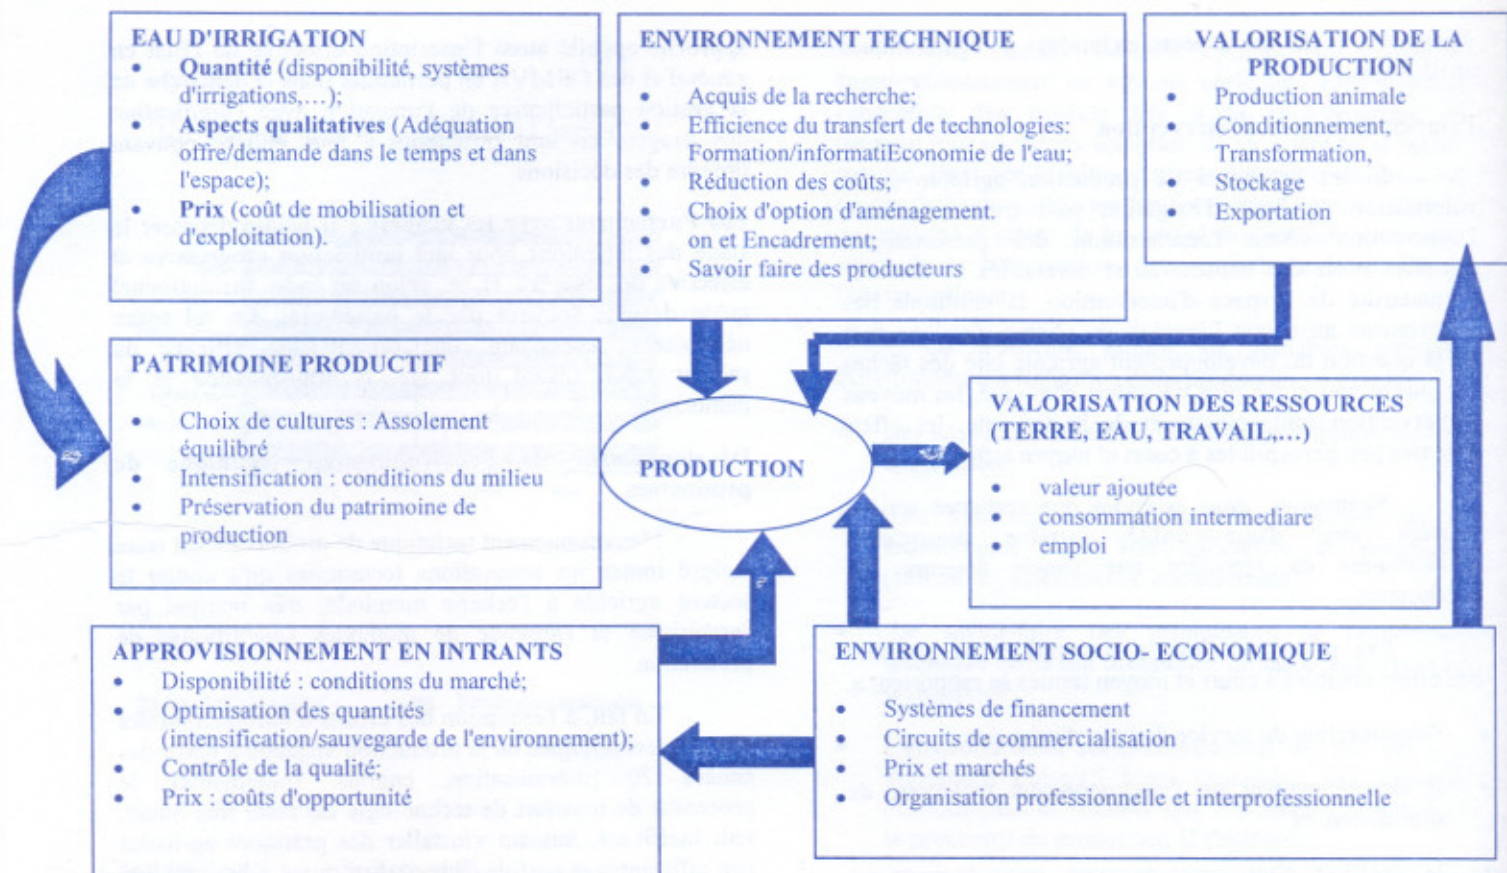 EAU D'IRRIGATION
• Quantité (disponibilité, systèmes
d'irrigations,…);
• Aspects qualitatives (Adéquation
offre/demande dans le temps et dans
l'espace);
• Prix (coût de mobilisation et
d'exploitation).
ENVIRONNEMENT TECHNIQUE
• Acquis de la recherche:
• Efficience du transfert de technologies:
Formation/informatiEconomie de l'eau;
• Réduction des coûts;
• Choix d'option d'aménagement.
• on et Encadrement;
• Savoir faire des producteurs
VALORISATION DE LA
PRODUCTION
• Production animale
• Conditionnement,
Transformation,
• Stockage
• Exportation
PATRIMOINE PRODUCTIF
• Choix de cultures : Assolement
équilibré
• Intensification : conditions du milieu
• Préservation du patrimoine de
production
PRODUCTION
VALORISATION DES RESSOURCES
(TERRE, EAU, TRAVAIL,…)
• valeur ajoutée
• consommation intermediare
• emploi
APPROVISIONNEMENT EN INTRANTS
• Disponibilité : conditions du marché;
• Optimisation des quantités
(intensification/sauvegarde de l'environnement);
• Contrôle de la qualité;
• Prix : coûts d'opportunité
ENVIRONNEMENT SOCIO- ECONOMIQUE
• Systèmes de financement
• Circuits de commercialisation
• Prix et marchés
• Organisation professionnelle et interprofessionnelle